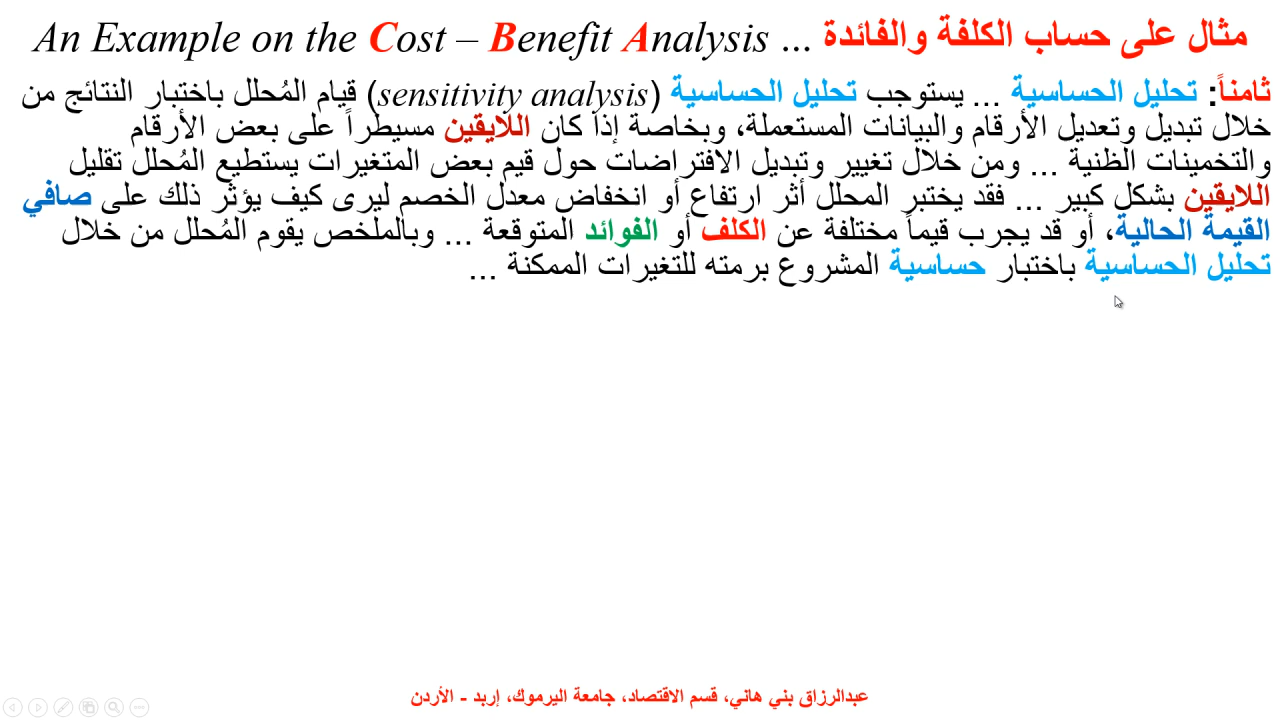 مثال على حساب الكلفة والفائدة ... An Example on the Cost – Benefit Analysis
ثامناً: تحليل الحساسية ... يستوجب تحليل الحساسية (sensitivity analysis) قيام المُحلل باختبار النتائج من
خلال تبديل وتعديل الأرقام والبيانات المستعملة، وبخاصة إذا كان اللايقين مسيطراً على بعض الأرقام
والتخمينات الظنية ... ومن خلال تغيير وتبديل الافتراضات حول قيم بعض المتغيرات يستطيع المُحلل تقليل
اللايقين بشكل كبير ... فقد يختبر المحلل أثر ارتفاع أو انخفاض معدل الخصم ليرى كيف يؤثر ذلك على صافي
القيمة الحالية، أو قد يجرب قيماً مختلفة عن الكلف أو الفوائد المتوقعة ... وبالملخص يقوم المُحلل من خلال
تحليل الحساسية باختبار حساسية المشروع برمته للتغيرات الممكنة ...
عبدالرزاق بني هاني، قسم الاقتصاد، جامعة اليرموك، إربد - الأردن